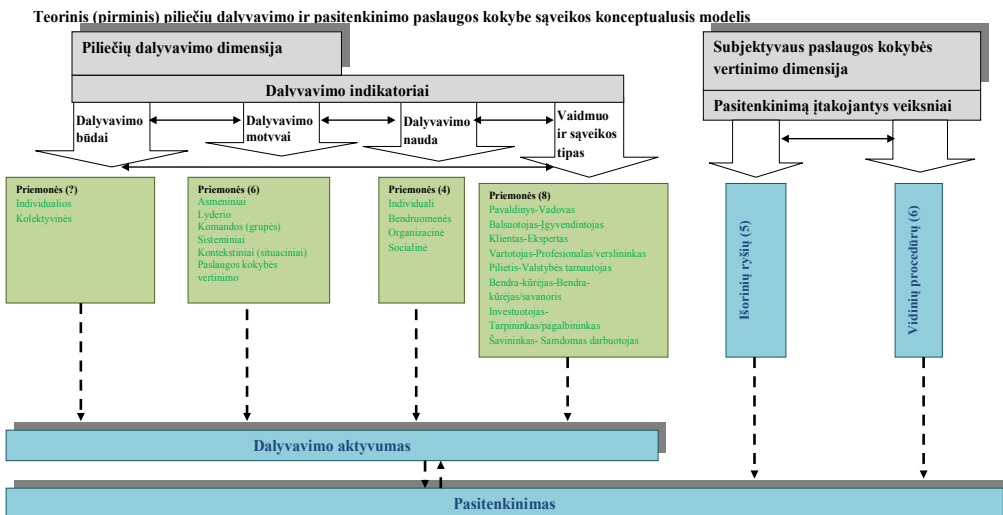 Teorinis (pirminis) piliečių dalyvavimo ir pasitenkinimo paslaugos kokybe sąveikos konceptualusis modelis
Piliečių dalyvavimo dimensija
Dalyvavimo indikatoriai
Dalyvavimo
būdai
Dalyvavimo
motyvai
Dalyvavimo
nauda
Vaidmuo
ir sąveikos
tipas
Priemonės (?)
Individualios
Kolektyvinės
Priemonės (6)
Asmeniniai
Lyderio
Komandos (grupės)
Sisteminiai
Kontekstiniai (situaciniai)
Paslaugos kokybės
vertinimo
Priemonės (4)
Individuali
Bendruomenės
Organizacinė
Socialinė
Priemonės (8)
Pavaldinys-Vadovas
Balsuotojas-Įgyvendintojas
Klientas-Ekspertas
Vartotojas-Profesionalas/verslininkas
Pilietis-Valstybės tarnautojas
Bendra-kūrėjas-Bendra-
kūrėjas/savanoris
Investuotojas-
Tarpininkas/pagalbininkas
Šavininkas- Samdomas darbuotojas
Subjektyvaus paslaugos kokybės
vertinimo dimensija
Pasitenkinimą įtakojantys veiksniai
Išorinių ryšių (5)
Vidinių procedūrų (6)
Dalyvavimo aktyvumas
Pasitenkinimas